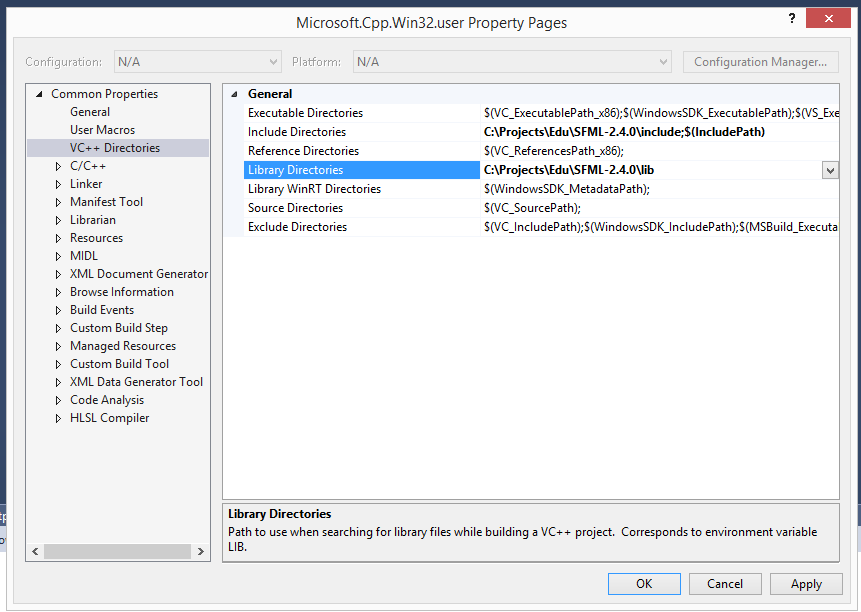 Microsoft.Cpp.Win32.user Property Pages
?
Configuration: N/A Platform: N/A Configuration Manager...
Common Properties
General
User Macros
VC++ Directories
C/C++
Linker
Manifest Tool
Librarian
Resources
MIDL
XML Document Generator
Browse Information
Build Events
Custom Build Step
Managed Resources
Custom Build Tool
XML Data Generator Tool
Code Analysis
HLSL Compiler
General
Executable Directories $(VC_ExecutablePath_x86);$(WindowsSDK_ExecutablePath);$(VS_Exe
Include Directories C:\Projects\Edu\SFML-2.4.0\include;$(IncludePath)
Reference Directories $(VC_ReferencesPath_x86);
Library Directories C:\Projects\Edu\SFML-2.4.0\lib
Library WinRT Directories $(WindowsSDK_MetadataPath);
Source Directories $(VC_SourcePath);
Exclude Directories $(VC_IncludePath);$(WindowsSDK_IncludePath);$(MSBuild_Executa
Library Directories
Path to use when searching for library files while building a VC++ project. Corresponds to environment variable
LIB.
OK Cancel Apply